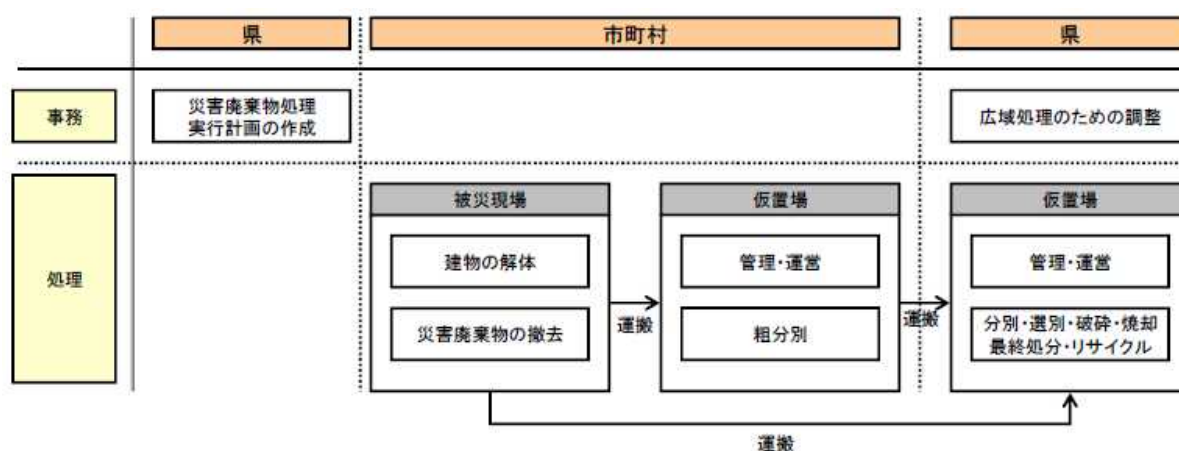 県
市町村
県
事務
災害廃棄物処理
実行計画の作成
広域処理のための調整
処理
被災現場
建物の解体
災害廃棄物の撤去
運搬
仮置場
管理・運営
粗分別
運搬
仮置場
管理・運営
分別・選別・破砕・焼却
最終処分・リサイクル
運搬